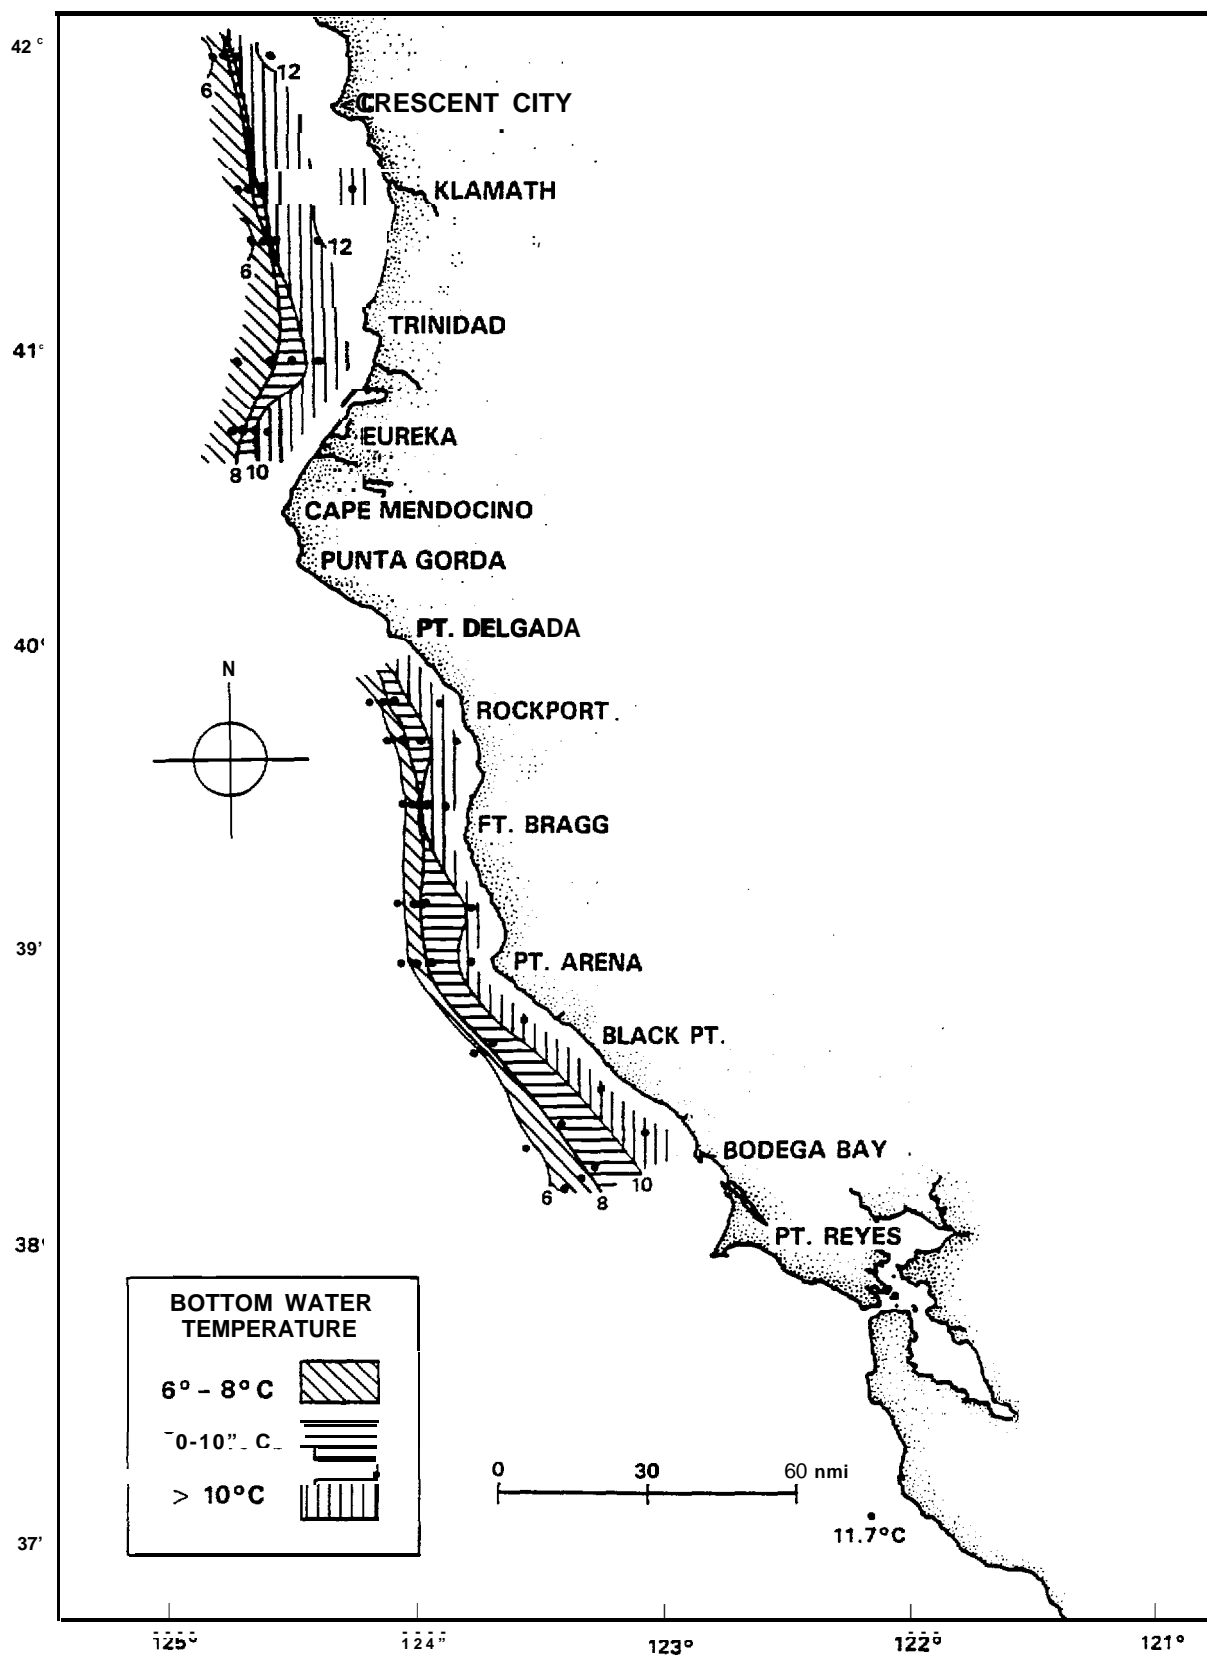 42°
12
6
CRESCENT CITY
KLAMATH
12
6
TRINIDAD
41°
EUREKA
8 10
CAPE MENDOCINO
PUNTA GORDA
PT. DELGADA
40'
N
ROCKPORT
FT. BRAGG
39'
PT. ARENA
BLACK PT.
BODEGA BAY
6 8 10
PT. REYES
38'
BOTTOM WATER
TEMPERATURE
6° - 8° C
0-10" C
> 10°C
0 30 60 nmi
11.7°C
37'
125° 124" 123° 122° 121°